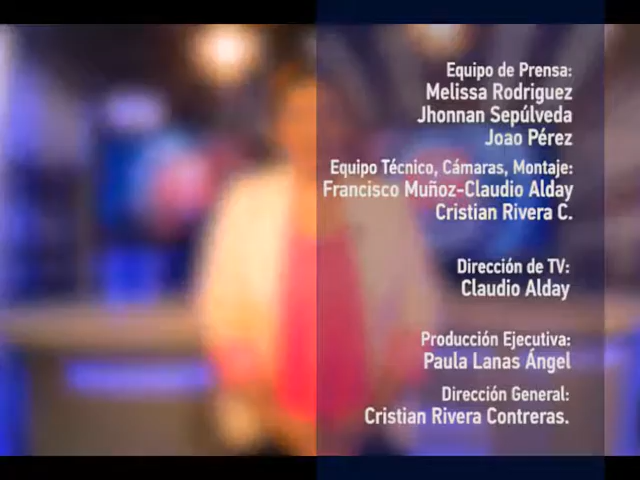 Equipo de Prensa:
Melissa Rodriguez
Jhonnan Sepúlveda
Joao Pérez
Equipo Técnico, Cámaras, Montaje:
Francisco Muñoz-Claudio Alday
Cristian Rivera C.
Dirección de TV:
Claudio Alday
Producción Ejecutiva:
Paula Lanas Ángel
Dirección General:
Cristian Rivera Contreras.